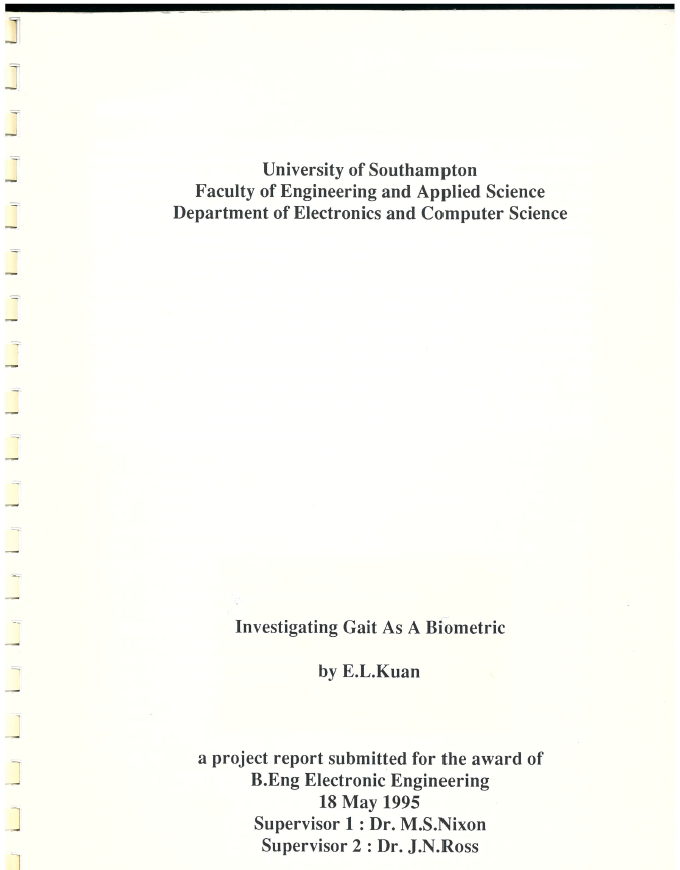 University of Southampton
Faculty of Engineering and Applied Science
Department of Electronics and Computer Science
Investigating Gait As A Biometric
by E.L.Kuan
a project report submitted for the award of
B.Eng Electronic Engineering
18 May 1995
Supervisor 1 : Dr. M.S.Nixon
Supervisor 2 : Dr. J.N.Ross